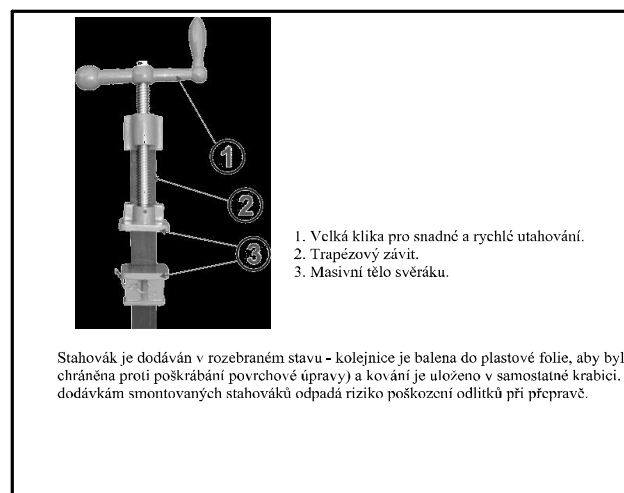 1
2
3
1. Velká klika pro snadné a rychlé utahování.
2. Trapézový závit.
3. Masivní tělo svěráku.
Stahovák je dodáván v rozebraném stavu - kolejnice je balena do plastové folie, aby byl
chráněna proti poškrábání povrchové úpravy) a kování je uloženo v samostatné krabici.
dodávkám smontovaných stahováků odpadá riziko poškození odlitků při přepravě.